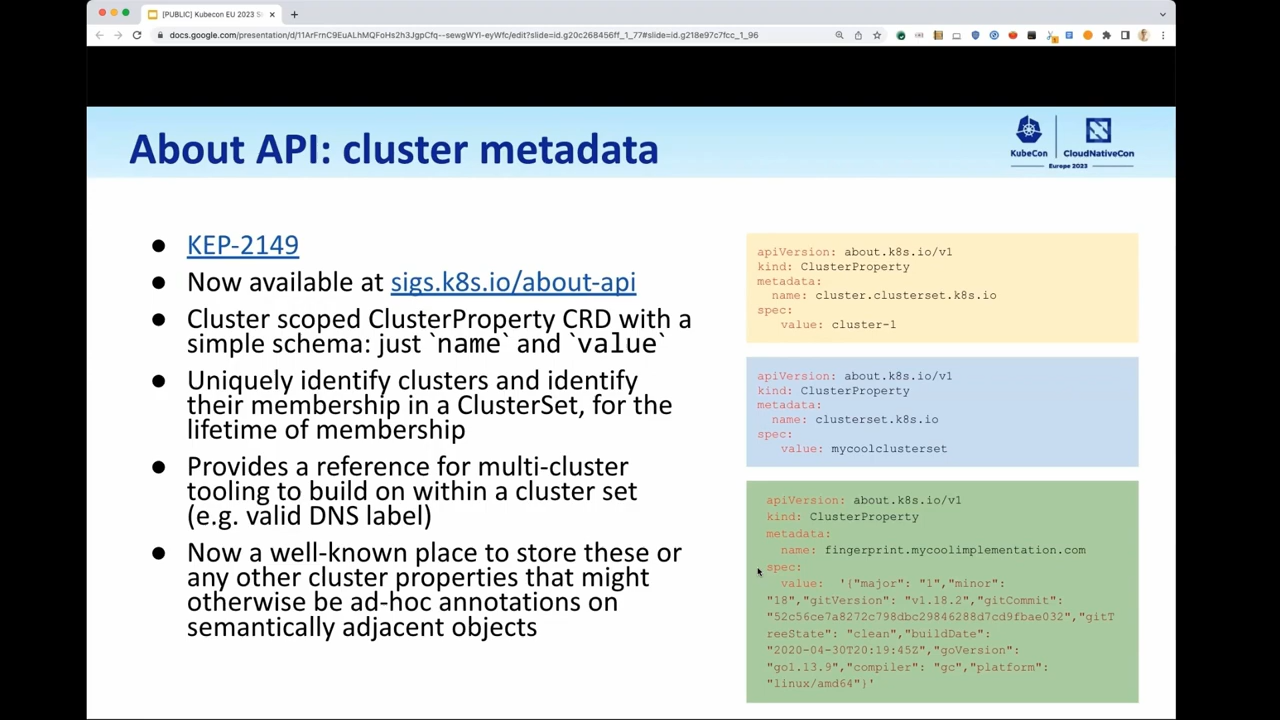 [PUBLIC] Kubecon EU 2023 S
docs.google.com/presentation/d/11ArFrnC9EuALhMQFoHs2h3JgpCfq--sewgWYI-eyWfc/edit?slide=id.g20c268456ff_1_77#slide=id.g218e97c7fcc_1_96
About API: cluster metadata
KubeCon
CloudNativeCon
Europe 2023
● KEP-2149
● Now available at sigs.k8s.io/about-api
● Cluster scoped ClusterProperty CRD with a
simple schema: just `name` and `value`
● Uniquely identify clusters and identify
their membership in a ClusterSet, for the
lifetime of membership
● Provides a reference for multi-cluster
tooling to build on within a cluster set
(e.g. valid DNS label)
● Now a well-known place to store these or
any other cluster properties that might
otherwise be ad-hoc annotations on
semantically adjacent objects
apiVersion: about.k8s.io/v1
kind: ClusterProperty
metadata:
name: cluster.clusterset.k8s.io
spec:
value: cluster-1
apiVersion: about.k8s.io/v1
kind: ClusterProperty
metadata:
name: clusterset.k8s.io
spec:
value: mycoolclusterset
apiVersion: about.k8s.io/v1
kind: ClusterProperty
metadata:
name: fingerprint.mycoolimplementation.com
spec:
value: '{"major": "1","minor":
"18","gitVersion": "v1.18.2","gitCommit":
"52c56ce7a8272c798dbc29846288d7cd9fbae032","gitT
reeState": "clean","buildDate":
"2020-04-30T20:19:45Z","goVersion":
"go1.13.9","compiler": "gc","platform":
"linux/amd64"}'